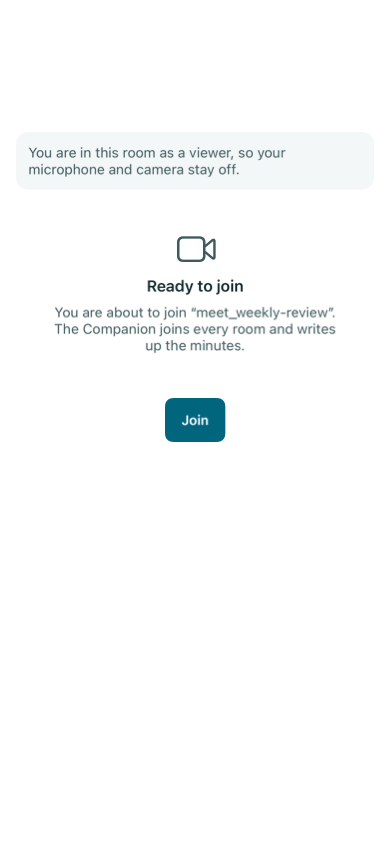 You are in this room as a viewer, so your
microphone and camera stay off.
Ready to join
You are about to join “meet_weekly-review”.
The Companion joins every room and writes
up the minutes.
Join